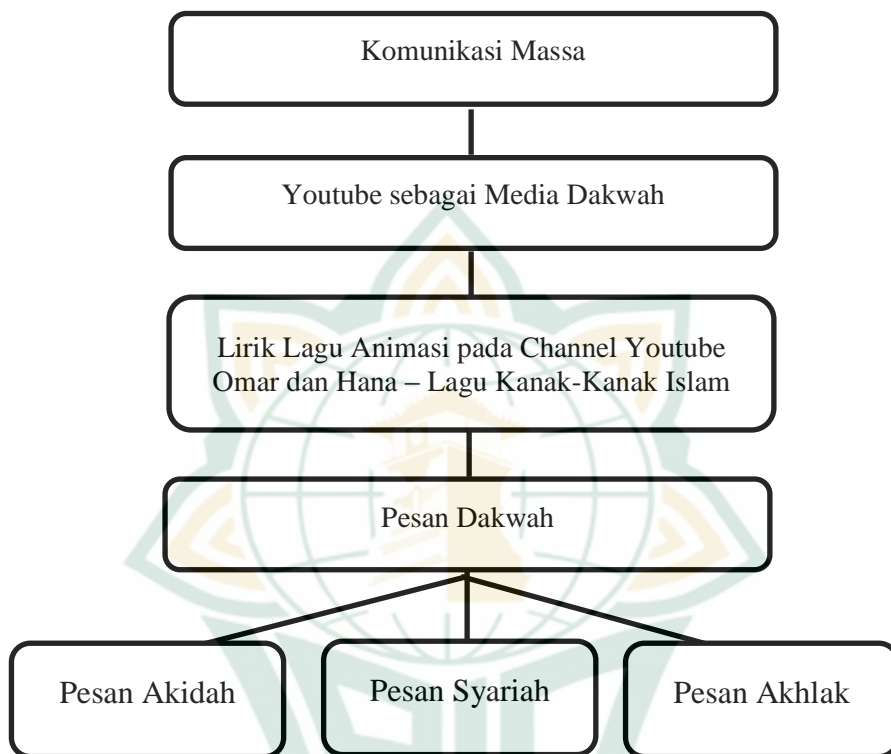 Komunikasi Massa
Youtube sebagai Media Dakwah
Lirik Lagu Animasi pada Channel Youtube
Omar dan Hana – Lagu Kanak-Kanak Islam
Pesan Dakwah
Pesan Akidah
Pesan Syariah
Pesan Akhlak